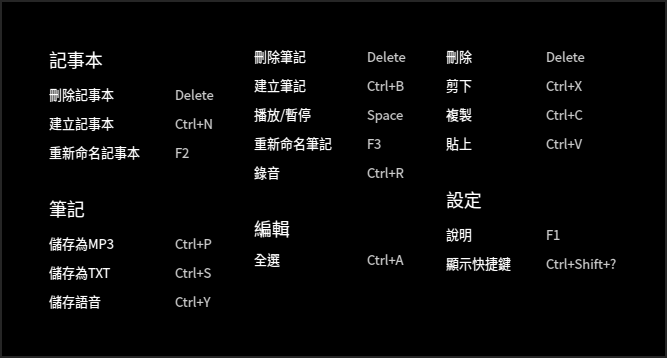 記事本
刪除記事本 Delete
建立記事本 Ctrl+N
重新命名記事本 F2
筆記
儲存為MP3 Ctrl+P
儲存為TXT Ctrl+S
儲存語音 Ctrl+Y
刪除筆記 Delete
建立筆記 Ctrl+B
播放/暫停 Space
重新命名筆記 F3
錄音 Ctrl+R
編輯
全選 Ctrl+A
刪除 Delete
剪下 Ctrl+X
複製 Ctrl+C
貼上 Ctrl+V
設定
說明 F1
顯示快捷鍵 Ctrl+Shift+?